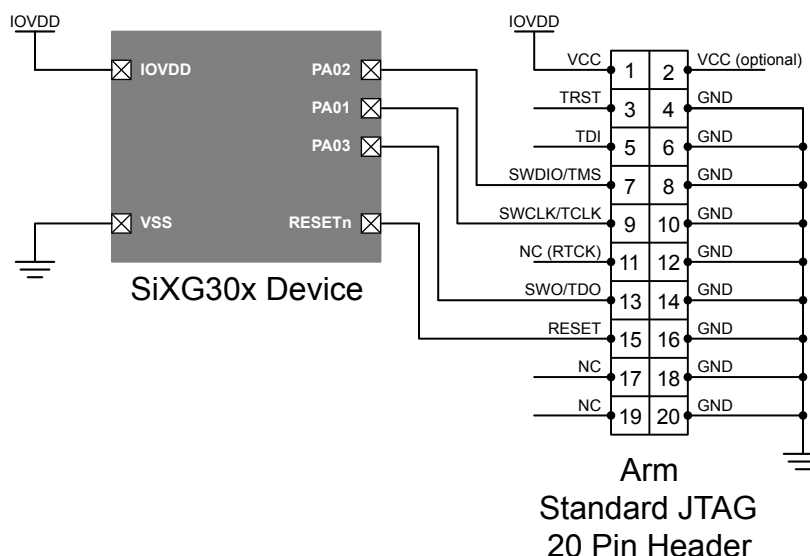 IOVDD
IOVDD
IOVDD
PA02
PA01
PA03
VSS
RESETn
SiXG30x Device
VCC
1
2
VCC (optional)
TRST
3
4
GND
TDI
5
6
GND
SWDIO/TMS
7
8
GND
SWCLK/TCLK
9
10
GND
NC (RTCK)
11
12
GND
SWO/TDO
13
14
GND
RESET
15
16
GND
NC
17
18
GND
NC
19
20
GND
Arm
Standard JTAG
20 Pin Header